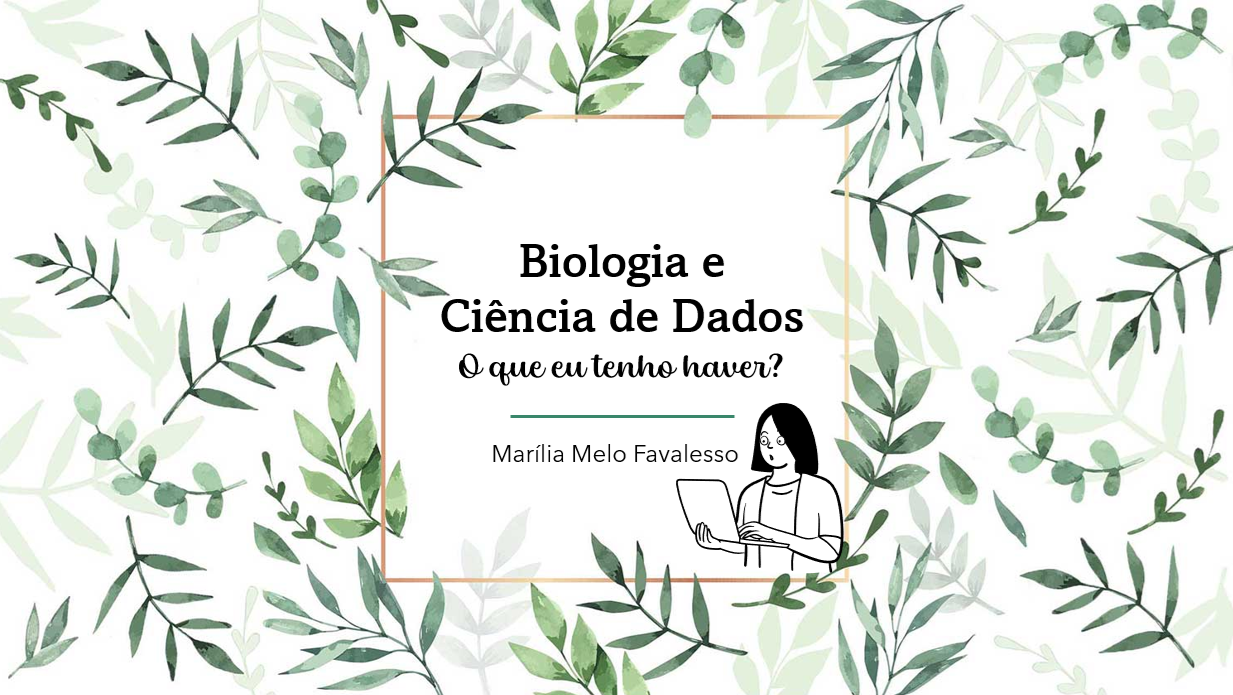 Biologia e
Ciência de Dados
O que eu tenho haver?
Marília Melo Favalesso